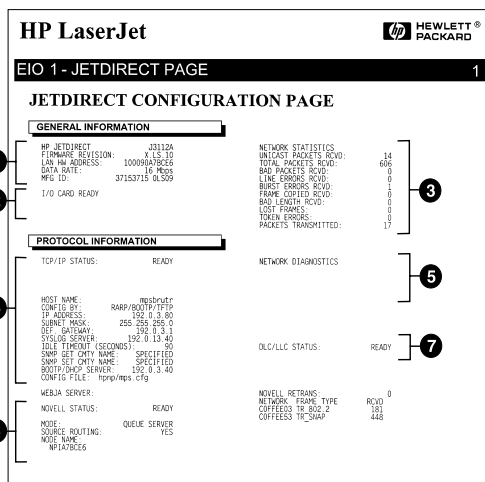 HP LaserJet
hp HEWLETT® PACKARD
EIO 1 - JETDIRECT PAGE 1
JETDIRECT CONFIGURATION PAGE
GENERAL INFORMATION
HP JETDIRECT J3112A
FIRMWARE REVISION: X.LS.10
LAN HW ADDRESS: 100090A7BCE6
DATA RATE: 16 Mbps
MFG ID: 37153715 0LS09
I/O CARD READY
NETWORK STATISTICS
UNICAST PACKETS RCVD: 14
TOTAL PACKETS RCVD: 606
BAD PACKETS RCVD: 0
LINE ERRORS RCVD: 0
BURST ERRORS RCVD: 1
FRAME COPIED RCVD: 0
BAD LENGTH RCVD: 0
LOST FRAMES: 0
TOKEN ERRORS: 0
PACKETS TRANSMITTED: 17
3
PROTOCOL INFORMATION
TCP/IP STATUS: READY
HOST NAME: mpsbrutr
CONFIG BY: RARP/BOOTP/TFTP
IP ADDRESS: 192.0.3.80
SUBNET MASK: 255.255.255.0
DEF. GATEWAY: 192.0.3.1
SYSLOG SERVER: 192.0.13.40
IDLE TIMEOUT (SECONDS): 90
SNMP GET CMTY NAME: SPECIFIED
SNMP SET CMTY NAME: SPECIFIED
BOOTP/DHCP SERVER: 192.0.3.40
CONFIG FILE: hpnp/mps.cfg
WEBJA SERVER:
NETWORK DIAGNOSTICS
5
DLC/LLC STATUS: READY
7
NOVELL STATUS: READY
MODE: QUEUE SERVER
SOURCE ROUTING: YES
NODE NAME:
NPIA7BCE6
NOVELL RETRANS: 0
NETWORK FRAME TYPE RCVD
COFFEE03 TR_802.2 181
COFFEE53 TR_SNAP 448